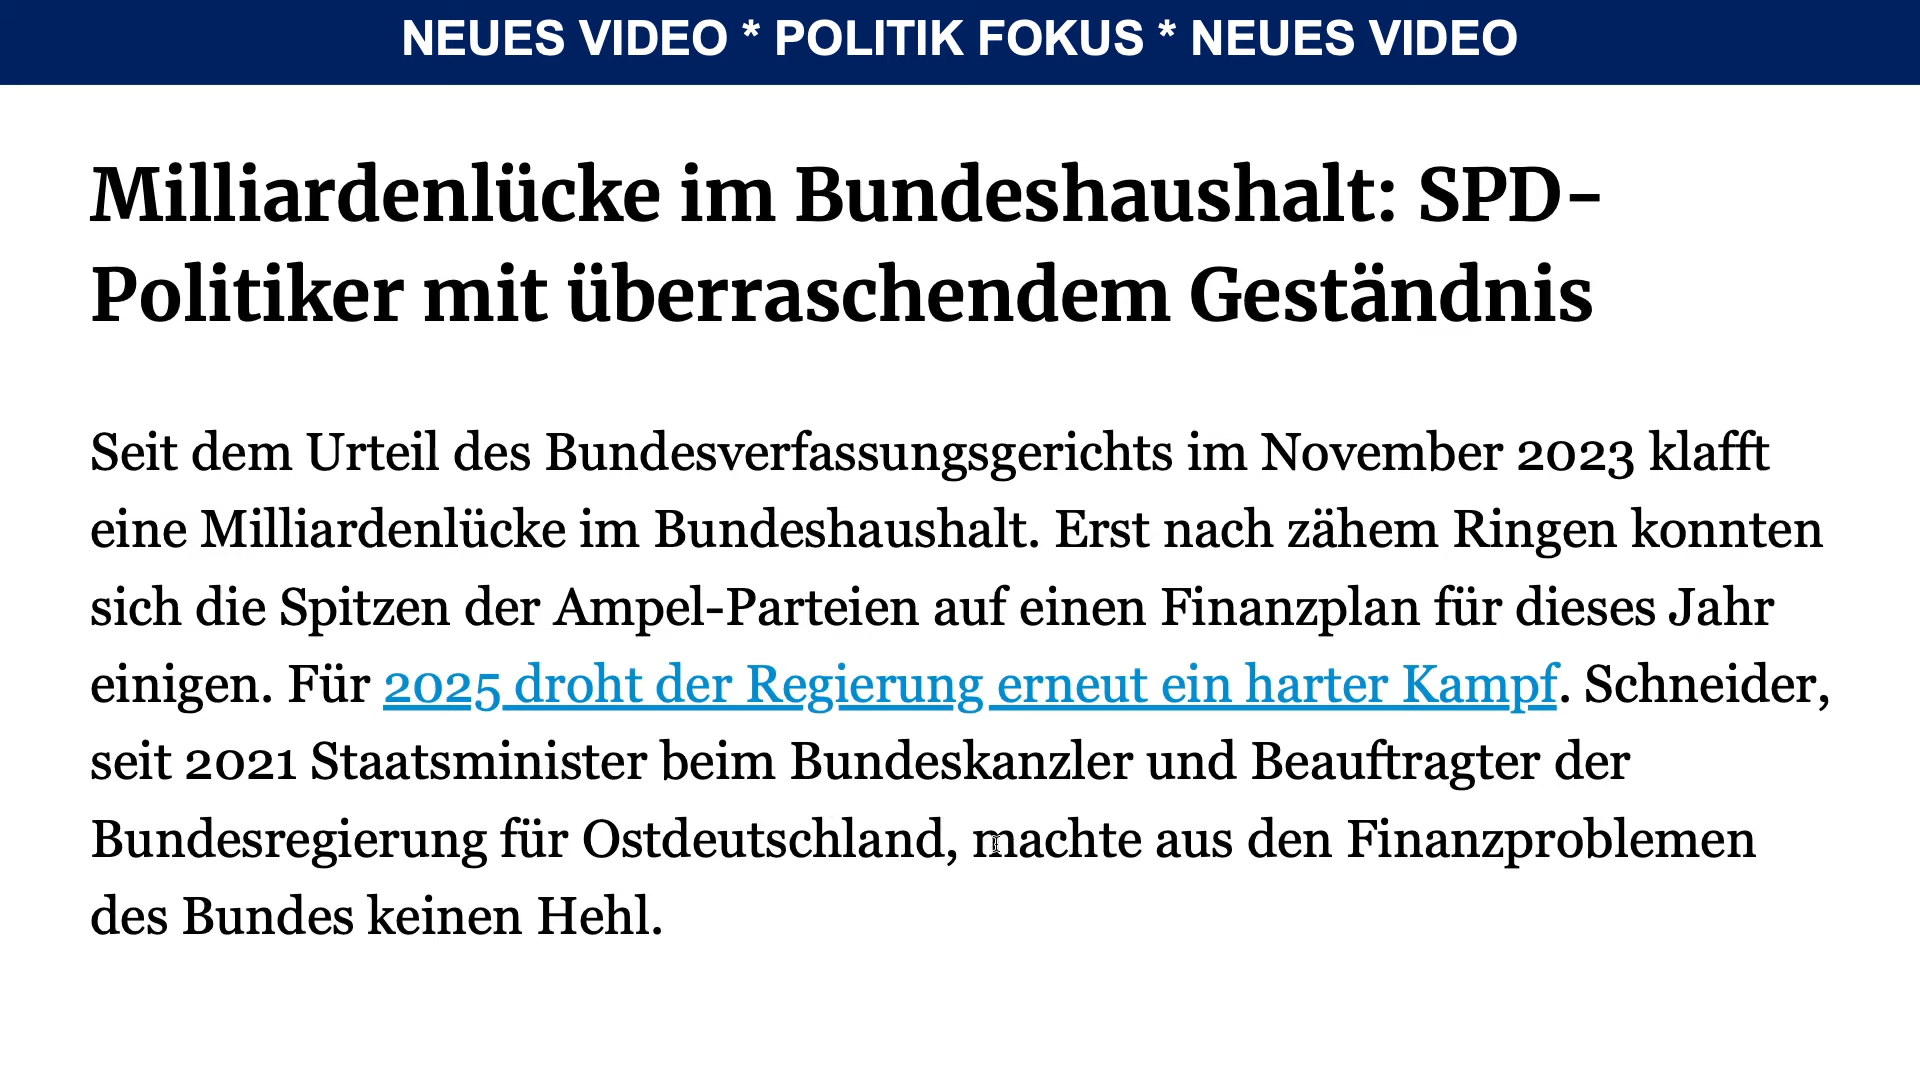 NEUES VIDEO * POLITIK FOKUS * NEUES VIDEO
Milliardenlücke im Bundeshaushalt: SPD-
Politiker mit überraschendem Geständnis
Seit dem Urteil des Bundesverfassungsgerichts im November 2023 klafft
eine Milliardenlücke im Bundeshaushalt. Erst nach zähem Ringen konnten
sich die Spitzen der Ampel-Parteien auf einen Finanzplan für dieses Jahr
einigen. Für 2025 droht der Regierung erneut ein harter Kampf. Schneider,
seit 2021 Staatsminister beim Bundeskanzler und Beauftragter der
Bundesregierung für Ostdeutschland, machte aus den Finanzproblemen
des Bundes keinen Hehl.